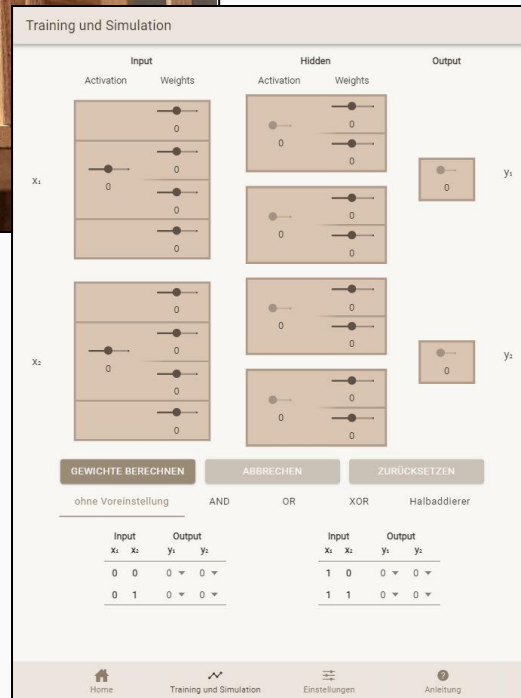 Training und Simulation
Input Hidden Output
Activation Weights Activation Weights
0 0
0 0
x₁ 0 0 0 y₁
0 0
0 0 0
0
0 0
0 0
0 0
x₂ 0 0 y₂
0 0 0
0 0
0
GEWICHTE BERECHNEN ABBRECHEN ZURÜCKSETZEN
ohne Voreinstellung AND OR XOR Halbaddierer
Input Output Input Output
x₁ x₂ y₁ y₂ x₁ x₂ y₁ y₂
0 0 0 0 1 0 0 0
0 1 0 0 1 1 0 0
Home Training und Simulation Einstellungen Anleitung